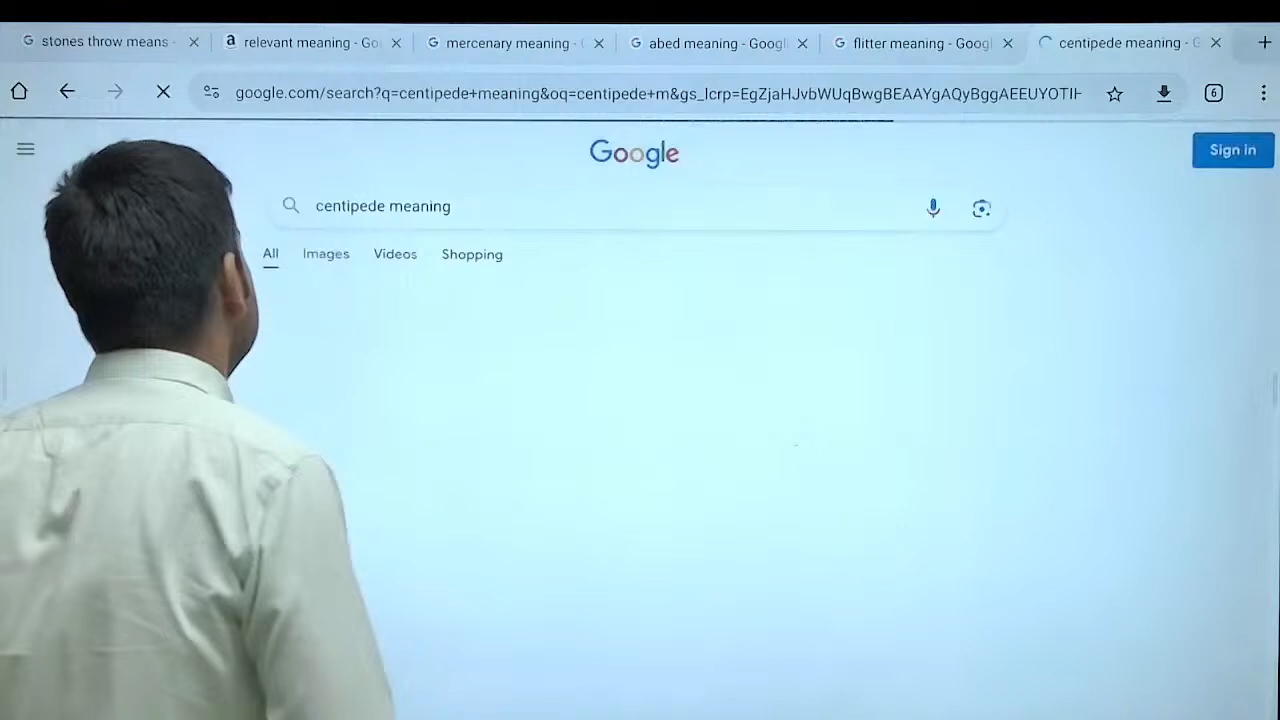 stones throw means - relevant meaning - Go mercenary meaning - abed meaning - Googl flitter meaning - Googl centipede meaning - G
google.com/search?q=centipede+meaning&oq=centipede+m&gs_lcrp=EgZjaHJvbWUqBwgBEAAYgAQyBggAEEUYOTIH 6
Google
Sign in
centipede meaning
All Images Videos Shopping